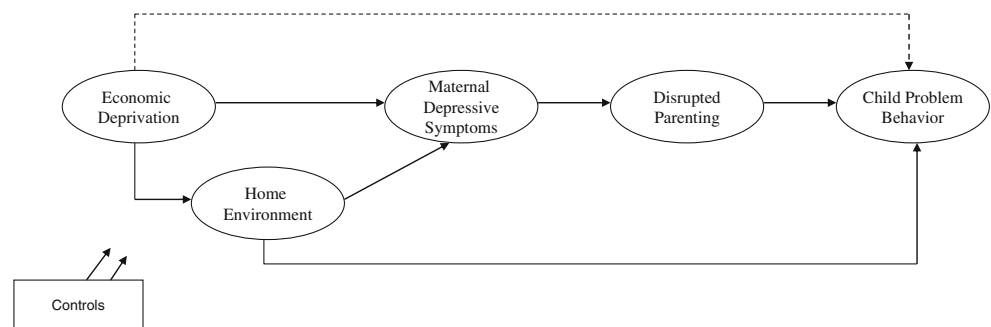 Economic
Deprivation
Maternal
Depressive
Symptoms
Disrupted
Parenting
Child Problem
Behavior
Home
Environment
Controls